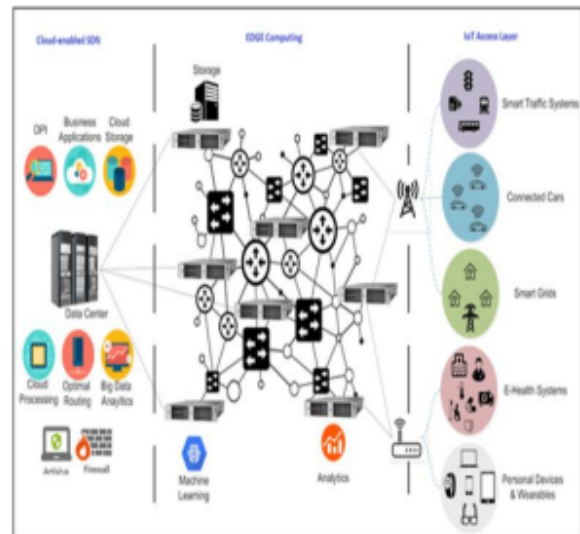 Cloud-enabled SDN
EDGE Computing
IoT Access Layer
Storage
DPI
Business
Applications
Cloud
Storage
Smart Traffic Systems
Connected Cars
Data Center
Smart Grids
Cloud
Processing
Optimal
Routing
Big Data
Anaytics
E-Health Systems
Antivius
Firewall
Machine
Learning
Analytics
Personal Devices
& Wearables